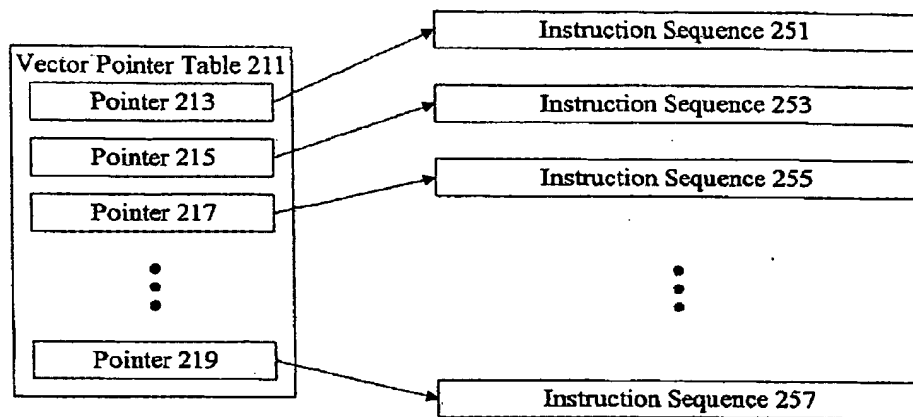 Instruction Sequence 251
Vector Pointer Table 211
Pointer 213
Instruction Sequence 253
Pointer 215
Instruction Sequence 255
Pointer 217
Pointer 219
Instruction Sequence 257